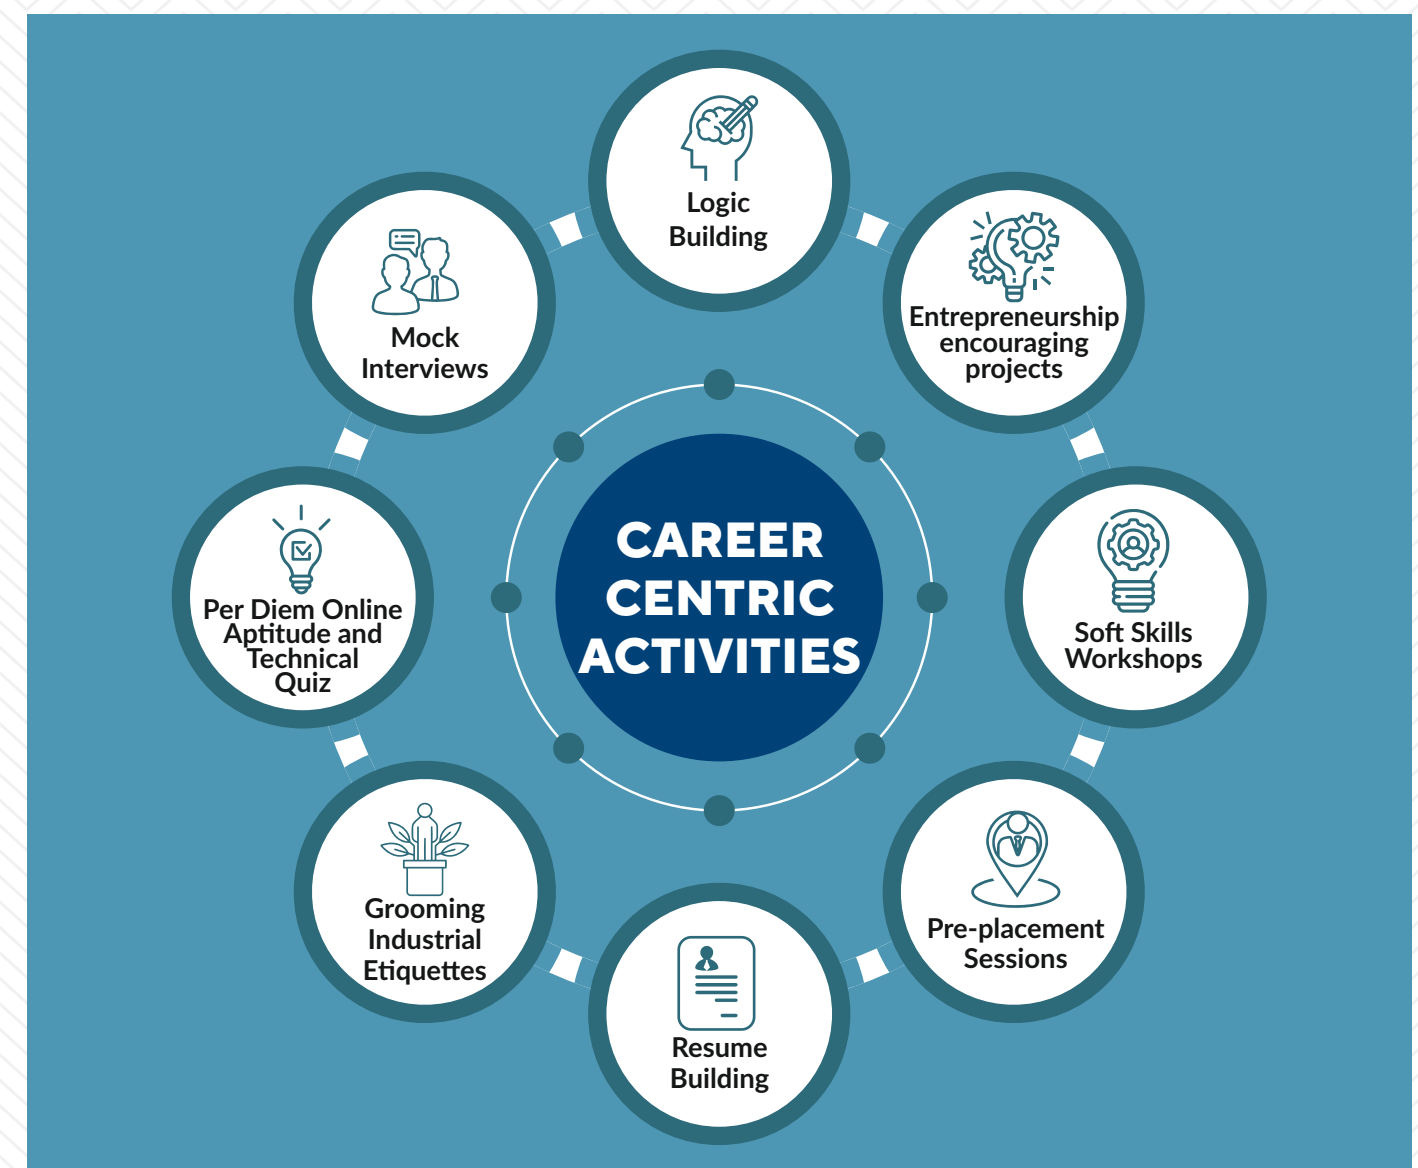 Logic
Building
Entrepreneurship
encouraging
projects
Soft Skills
Workshops
Pre-placement
Sessions
Resume
Building
Grooming
Industrial
Etiquettes
Per Diem Online
Aptitude and
Technical
Quiz
Mock
Interviews
CAREER
CENTRIC
ACTIVITIES